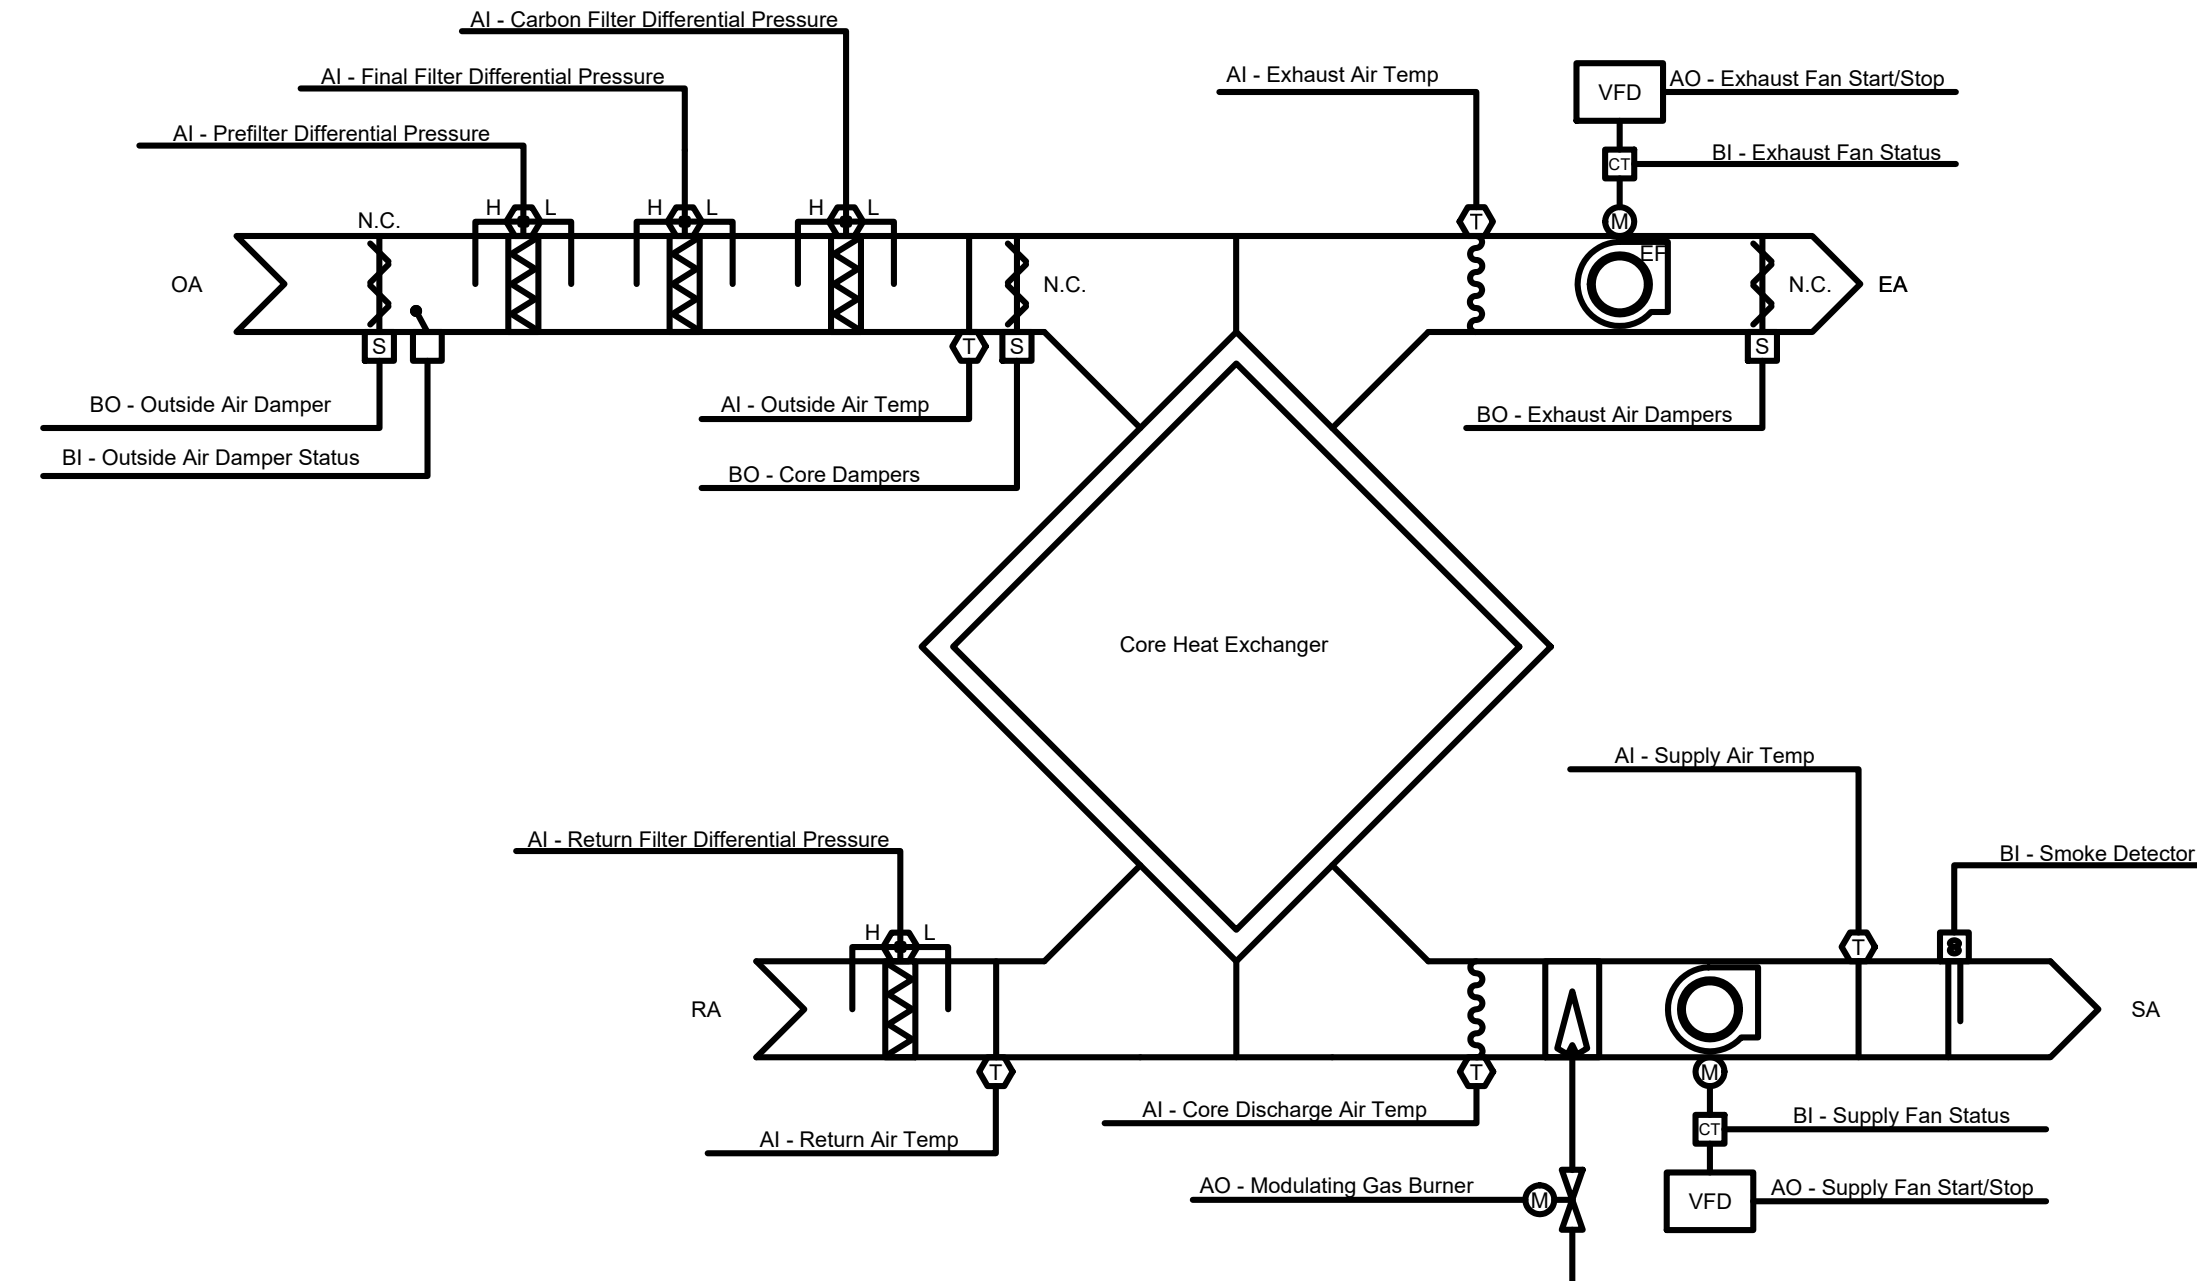 AI - Carbon Filter Differential Pressure
AI - Final Filter Differential Pressure
AI - Exhaust Air Temp
VFD
AO - Exhaust Fan Start/Stop
AI - Prefilter Differential Pressure
BI - Exhaust Fan Status
CT
H
L
H
L
H
L
N.C.
T
M
EF
OA
N.C.
N.C.
EA
S
T
S
S
BO - Outside Air Damper
AI - Outside Air Temp
BO - Exhaust Air Dampers
BI - Outside Air Damper Status
BO - Core Dampers
Core Heat Exchanger
AI - Supply Air Temp
AI - Return Filter Differential Pressure
BI - Smoke Detector
H
L
T
S
RA
SA
T
T
M
AI - Core Discharge Air Temp
BI - Supply Fan Status
CT
AI - Return Air Temp
AO - Modulating Gas Burner
M
VFD
AO - Supply Fan Start/Stop